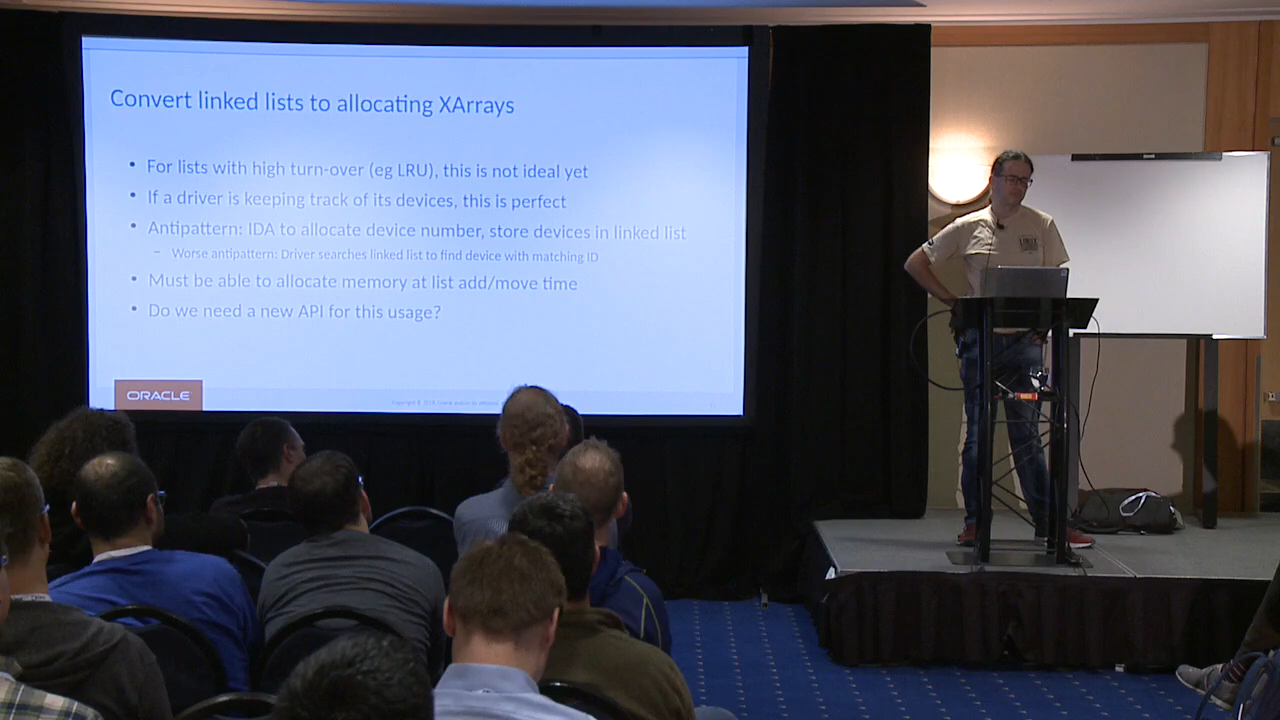 Convert linked lists to allocating XArrays
• For lists with high turn-over (eg LRU), this is not ideal yet
• If a driver is keeping track of its devices, this is perfect
• Antipattern: IDA to allocate device number, store devices in linked list
– Worse antipattern: Driver searches linked list to find device with matching ID
• Must be able to allocate memory at list add/move time
• Do we need a new API for this usage?
ORACLE
LINUX